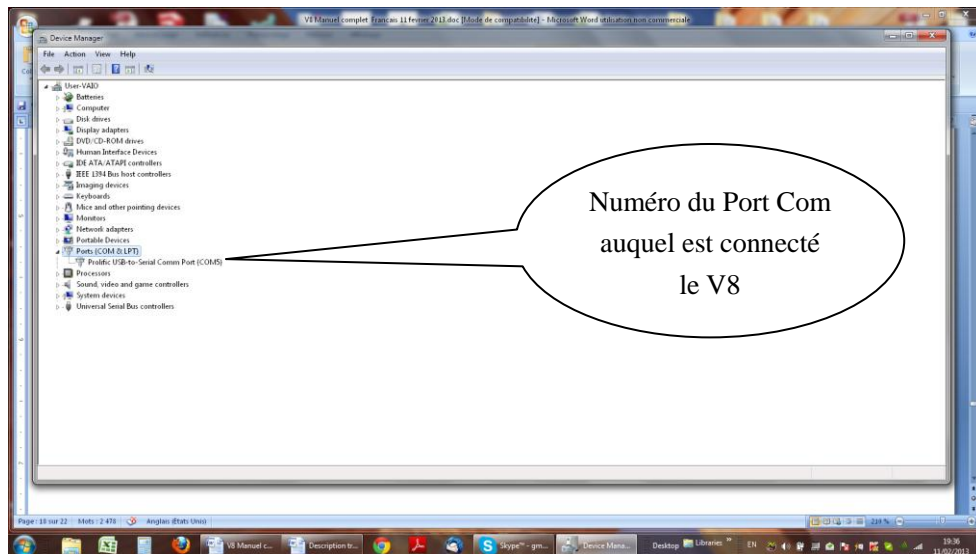 V8 Manuel complet Francais 11 fevrier 2013.doc [Mode de compatibilité] - Microsoft Word utilisation non commerciale
Device Manager
File Action View Help
User-VAIO
Batteries
Computer
Disk drives
Display adapters
DVD/CD-ROM drives
Human Interface Devices
IDE ATA/ATAPI controllers
IEEE 1394 Bus host controllers
Imaging devices
Keyboards
Mice and other pointing devices
Monitors
Network adapters
Portable Devices
Ports (COM & LPT)
Prolific USB-to-Serial Comm Port (COM5)
Processors
Sound, video and game controllers
System devices
Universal Serial Bus controllers
Numéro du Port Com
auquel est connecté
le V8
Page : 18 sur 22 Mots : 2 478 Anglais (États Unis)
V8 Manuel c... Description tr... Skype™ - gm... Device Mana... Desktop Libraries » EN 19:36